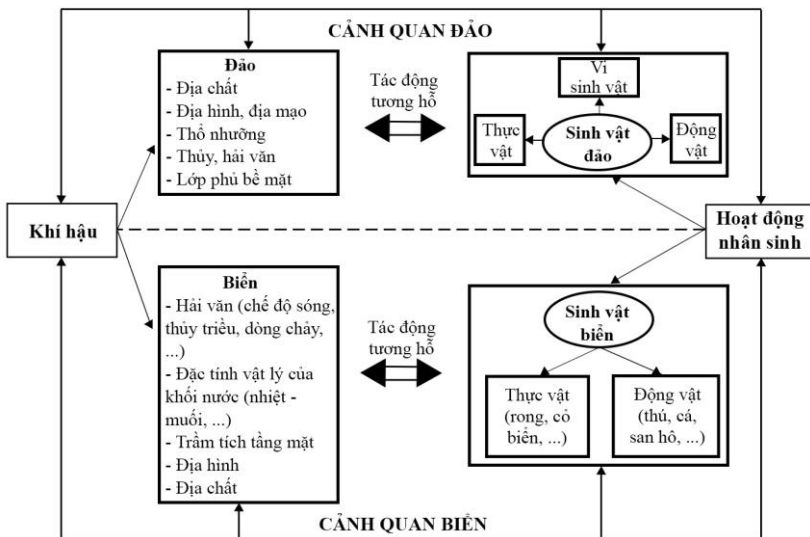 CẢNH QUAN ĐẢO
Đảo
- Địa chất
- Địa hình, địa mạo
- Thổ nhưỡng
- Thủy, hải văn
- Lớp phủ bề mặt
Tác động
tương hỗ
Vi
sinh vật
Thực
vật
Sinh vật
đảo
Động
vật
Khí hậu
Hoạt động
nhân sinh
Biển
- Hải văn (chế độ sóng,
thủy triều, dòng chảy,
...)
- Đặc tính vật lý của
khối nước (nhiệt -
muối, ...)
- Trầm tích tầng mặt
- Địa hình
- Địa chất
Tác động
tương hỗ
Sinh vật
biển
Thực vật
(rong, cỏ
biển, ...)
Động vật
(thú, cá,
san hô, ...)
CẢNH QUAN BIỂN